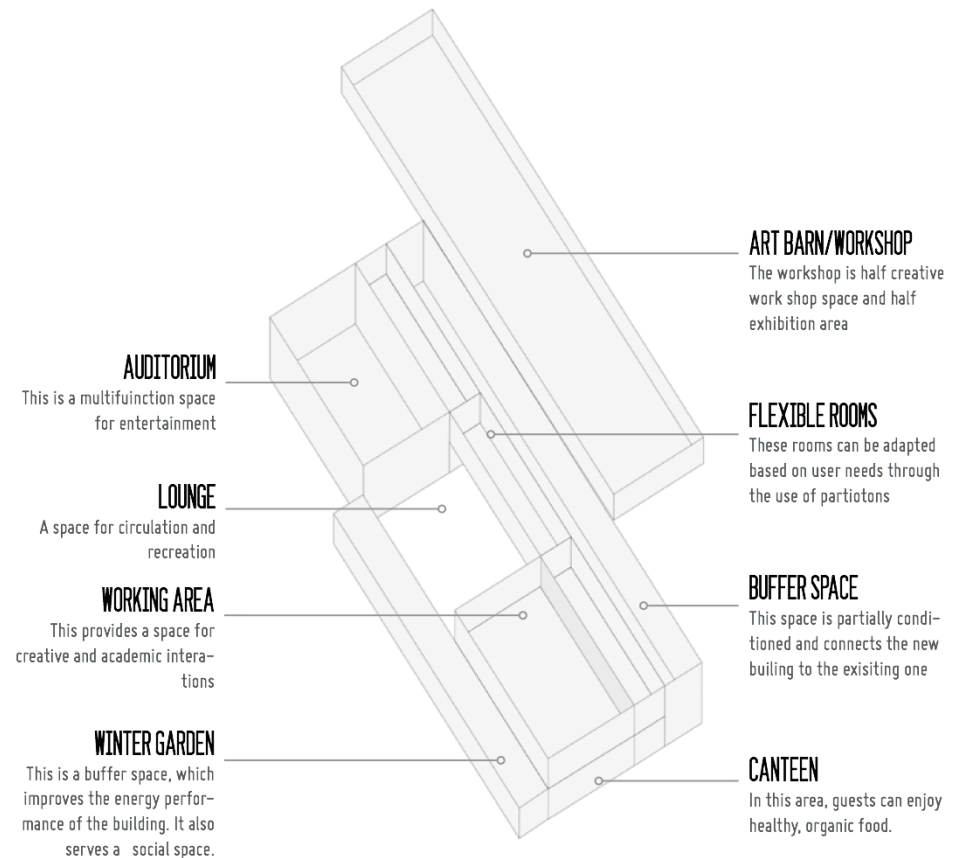 ART BARN/WORKSHOP
The workshop is half creative
work shop space and half
exhibition area
AUDITORIUM
This is a multifuinction space
for entertainment
FLEXIBLE ROOMS
These rooms can be adapted
based on user needs through
the use of partiotons
LOUNGE
A space for circulation and
recreation
WORKING AREA
This provides a space for
creative and academic intera-
tions
BUFFER SPACE
This space is partially condi-
tioned and connects the new
builing to the exisiting one
WINTER GARDEN
This is a buffer space, which
improves the energy perfor-
mance of the building. It also
serves a social space.
CANTEEN
In this area, guests can enjoy
healthy, organic food.